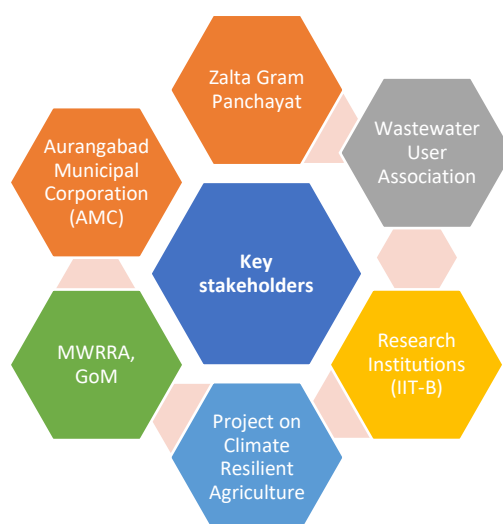 Zalta Gram
Panchayat
Wastewater
User
Association
Aurangabad
Municipal
Corporation
(AMC)
Key
stakeholders
MWRRA,
GoM
Research
Institutions
(IIT-B)
Project on
Climate
Resilient
Agriculture